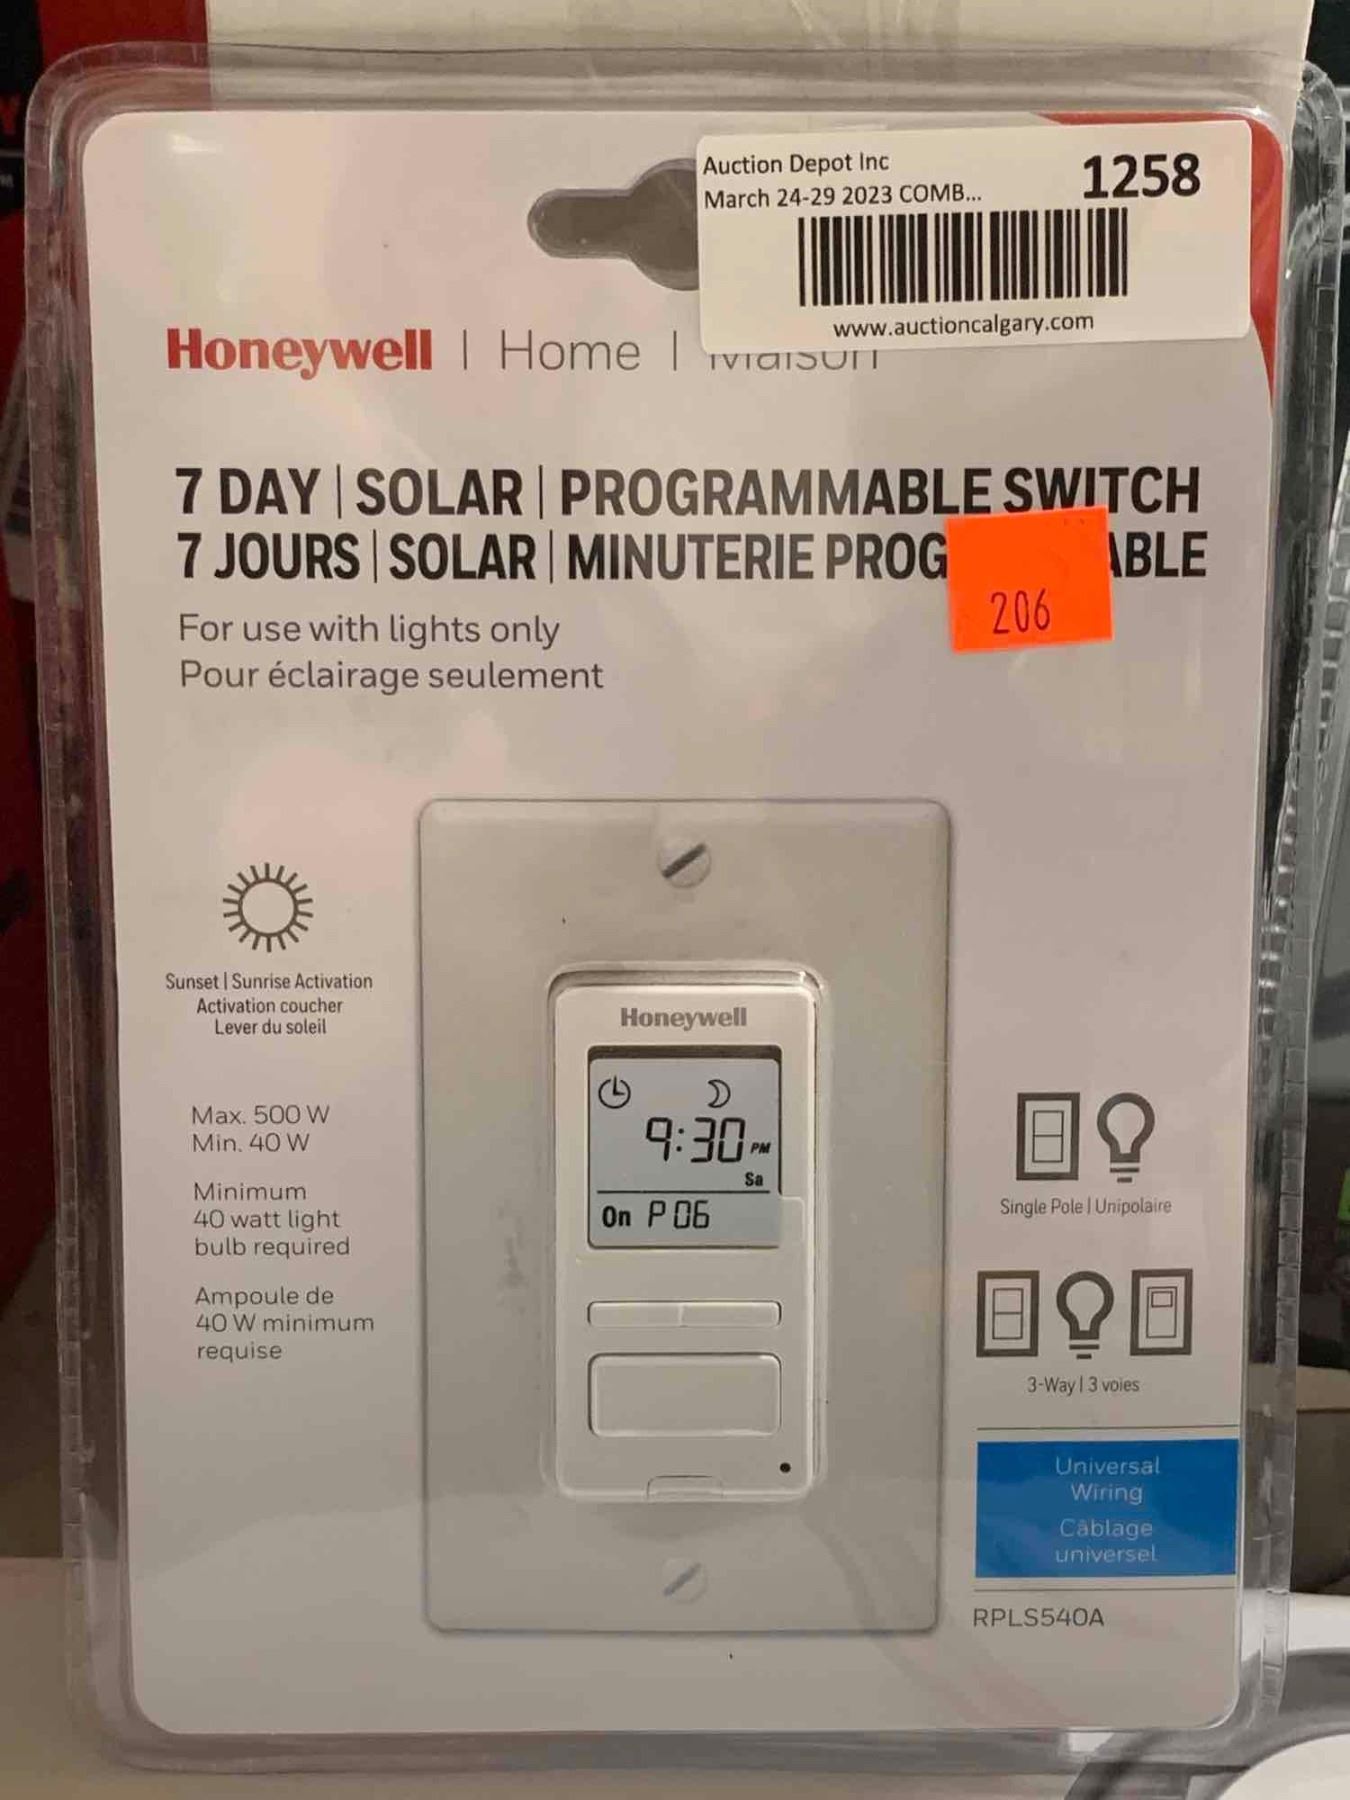 Auction Depot Inc
1258
March 24-29 2023 COMB...
www.auctioncalgary.com
Honeywell | Home | Maison
7 DAY | SOLAR | PROGRAMMABLE SWITCH
7 JOURS | SOLAR | MINUTERIE PROG ABLE
206
For use with lights only
Pour éclairage seulement
Sunset | Sunrise Activation
Activation coucher
Lever du soleil
Max. 500 W
Min. 40 W
Minimum
40 watt light
bulb required
Ampoule de
40 W minimum
requise
Honeywell
9:30 PM
Sa
On P 06
Single Pole | Unipolaire
3-Way | 3 voies
Universal
Wiring
Câblage
universel
RPLS540A